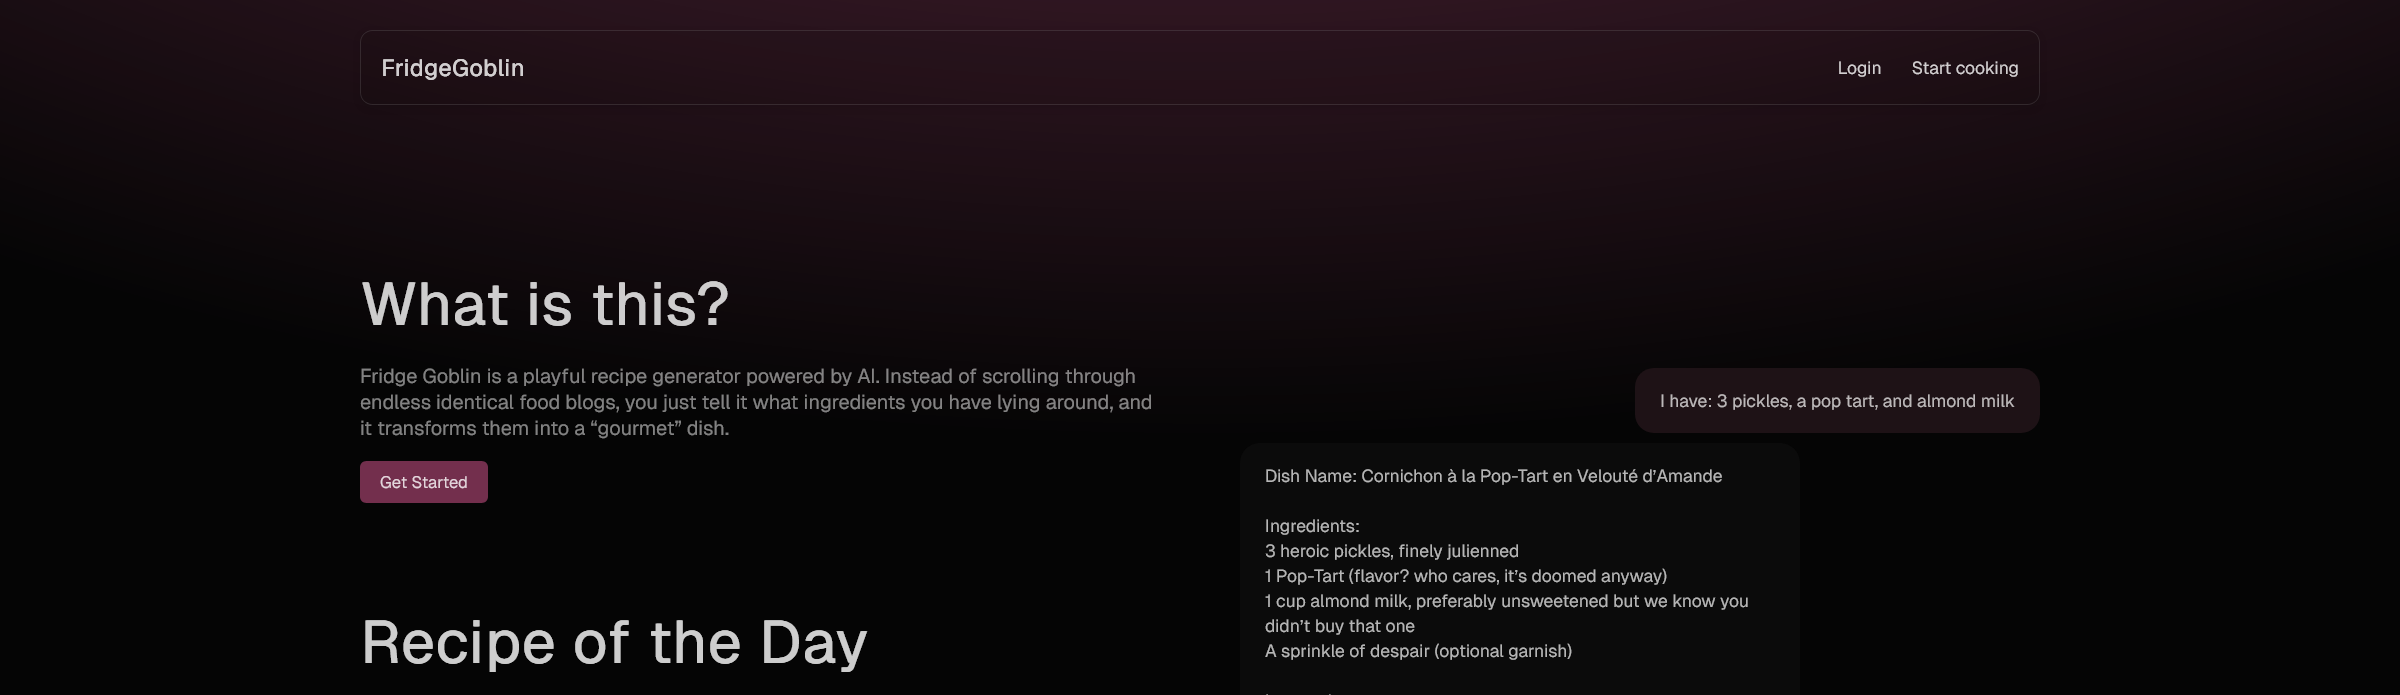 FridgeGoblin
Login
Start cooking
What is this?
Fridge Goblin is a playful recipe generator powered by AI. Instead of scrolling through
endless identical food blogs, you just tell it what ingredients you have lying around, and
it transforms them into a “gourmet” dish.
Get Started
I have: 3 pickles, a pop tart, and almond milk
Dish Name: Cornichon à la Pop-Tart en Velouté d’Amande
Ingredients:
3 heroic pickles, finely julienned
1 Pop-Tart (flavor? who cares, it’s doomed anyway)
1 cup almond milk, preferably unsweetened but we know you
didn’t buy that one
A sprinkle of despair (optional garnish)
Recipe of the Day